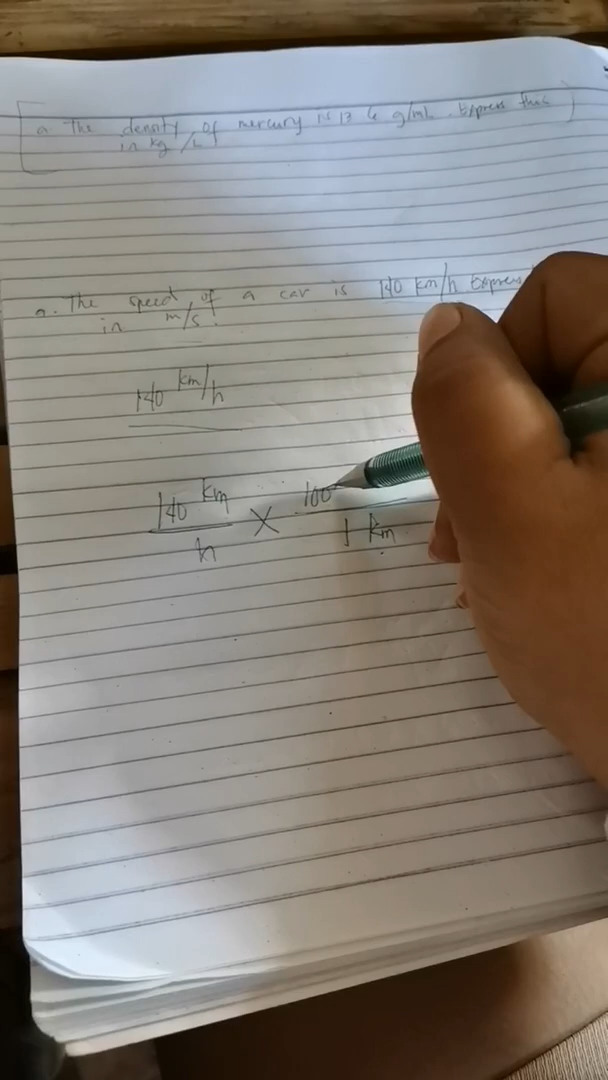 a. The density of mercury is 13 6 g/mL. Express this
in kg/L
a. The speed of a car is 140 km/h Express
in m/s.
140 km/h
140 km × 100
h 1 km